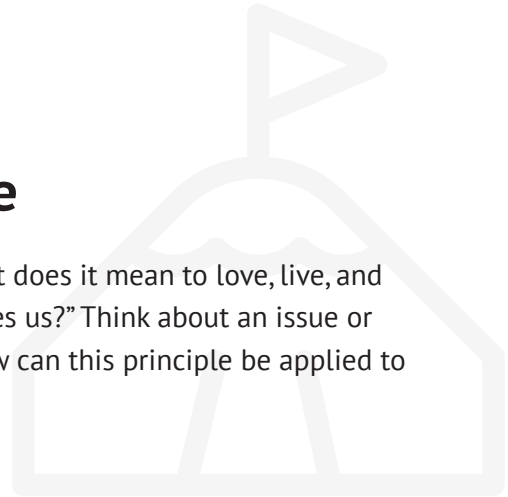 e
t does it mean to love, live, and
es us?” Think about an issue or
w can this principle be applied to